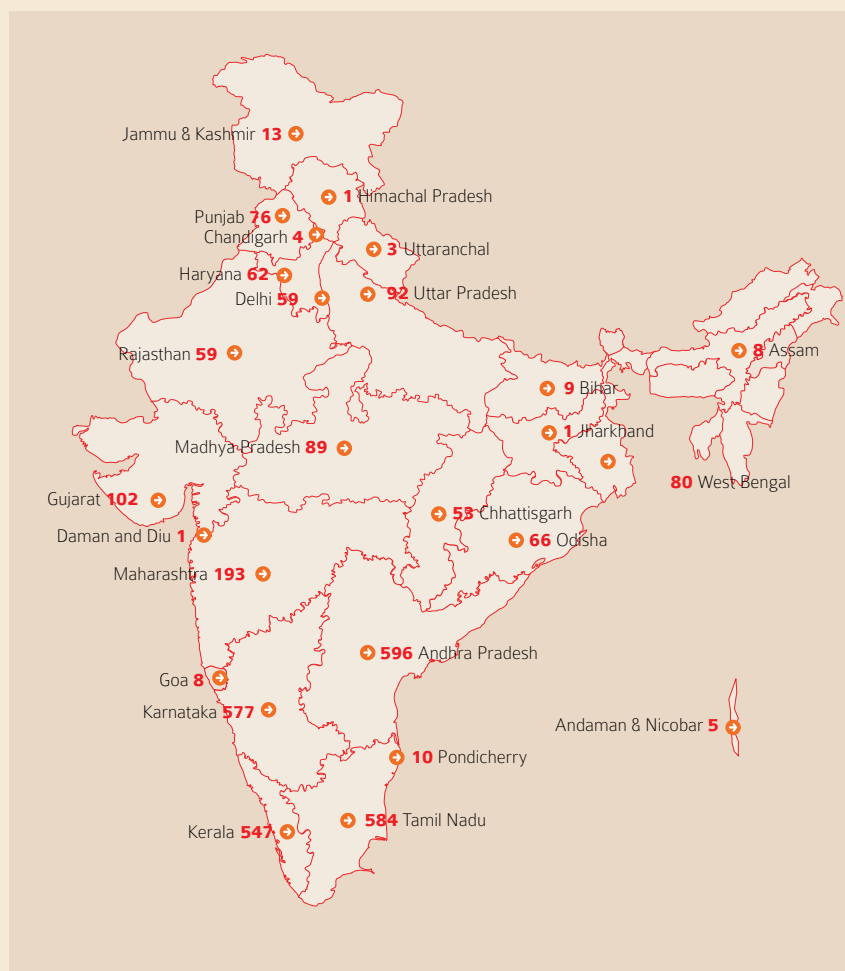 Jammu & Kashmir 13
1 Himachal Pradesh
Punjab 76
Chandigarh 4
3 Uttaranchal
Haryana 62
92 Uttar Pradesh
Delhi 59
Rajasthan 59
8 Assam
9 Bihar
1 Jharkhand
Madhya Pradesh 89
80 West Bengal
Gujarat 102
53 Chhattisgarh
Daman and Diu 1
66 Odisha
Maharashtra 193
596 Andhra Pradesh
Goa 8
Karnataka 577
Andaman & Nicobar 5
10 Pondicherry
584 Tamil Nadu
Kerala 547